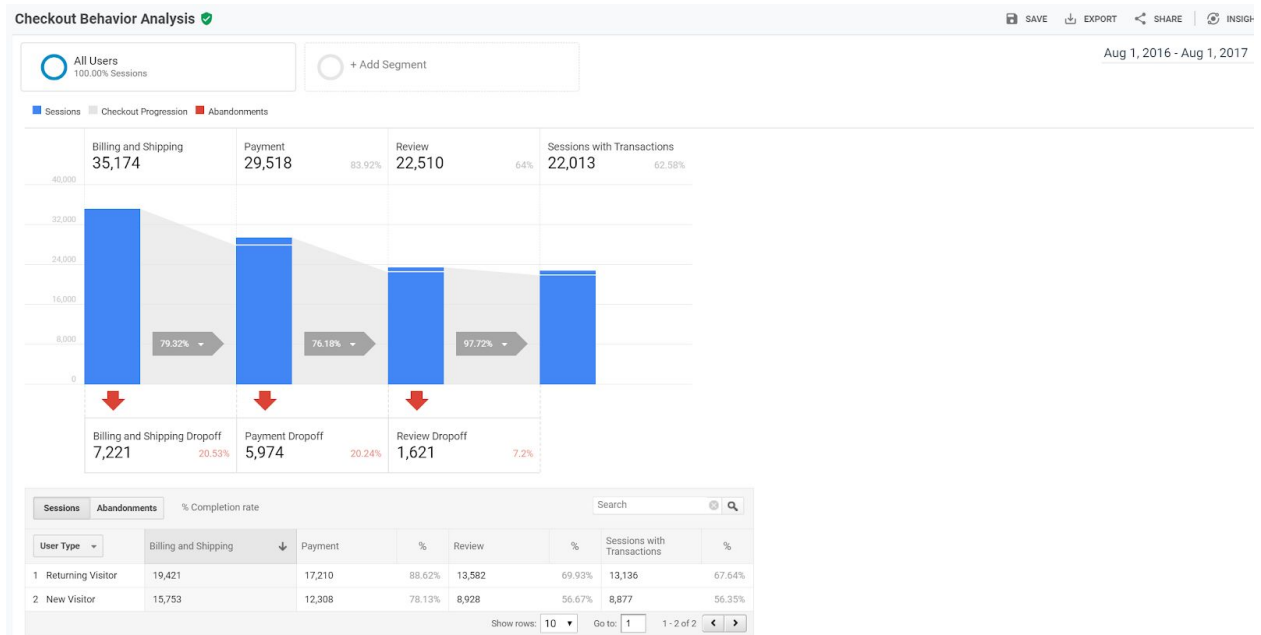 Checkout Behavior Analysis
SAVE EXPORT SHARE INSIGH
All Users
100.00% Sessions
+ Add Segment
Aug 1, 2016 - Aug 1, 2017
Sessions Checkout Progression Abandonments
Billing and Shipping Payment Review Sessions with Transactions
35,174 29,518 83.92% 22,510 64% 22,013 62.58%
40,000
32,000
24,000
16,000
8,000
79.32% 76.18% 97.72%
0
Billing and Shipping Dropoff Payment Dropoff Review Dropoff
7,221 20.53% 5,974 20.24% 1,621 7.2%
Sessions Abandonments % Completion rate Search
User Type Billing and Shipping Payment % Review % Sessions with Transactions %
1 Returning Visitor 19,421 17,210 88.62% 13,582 69.93% 13,136 67.64%
2 New Visitor 15,753 12,308 78.13% 8,928 56.67% 8,877 56.35%
Show rows: 10 Go to: 1 1 - 2 of 2